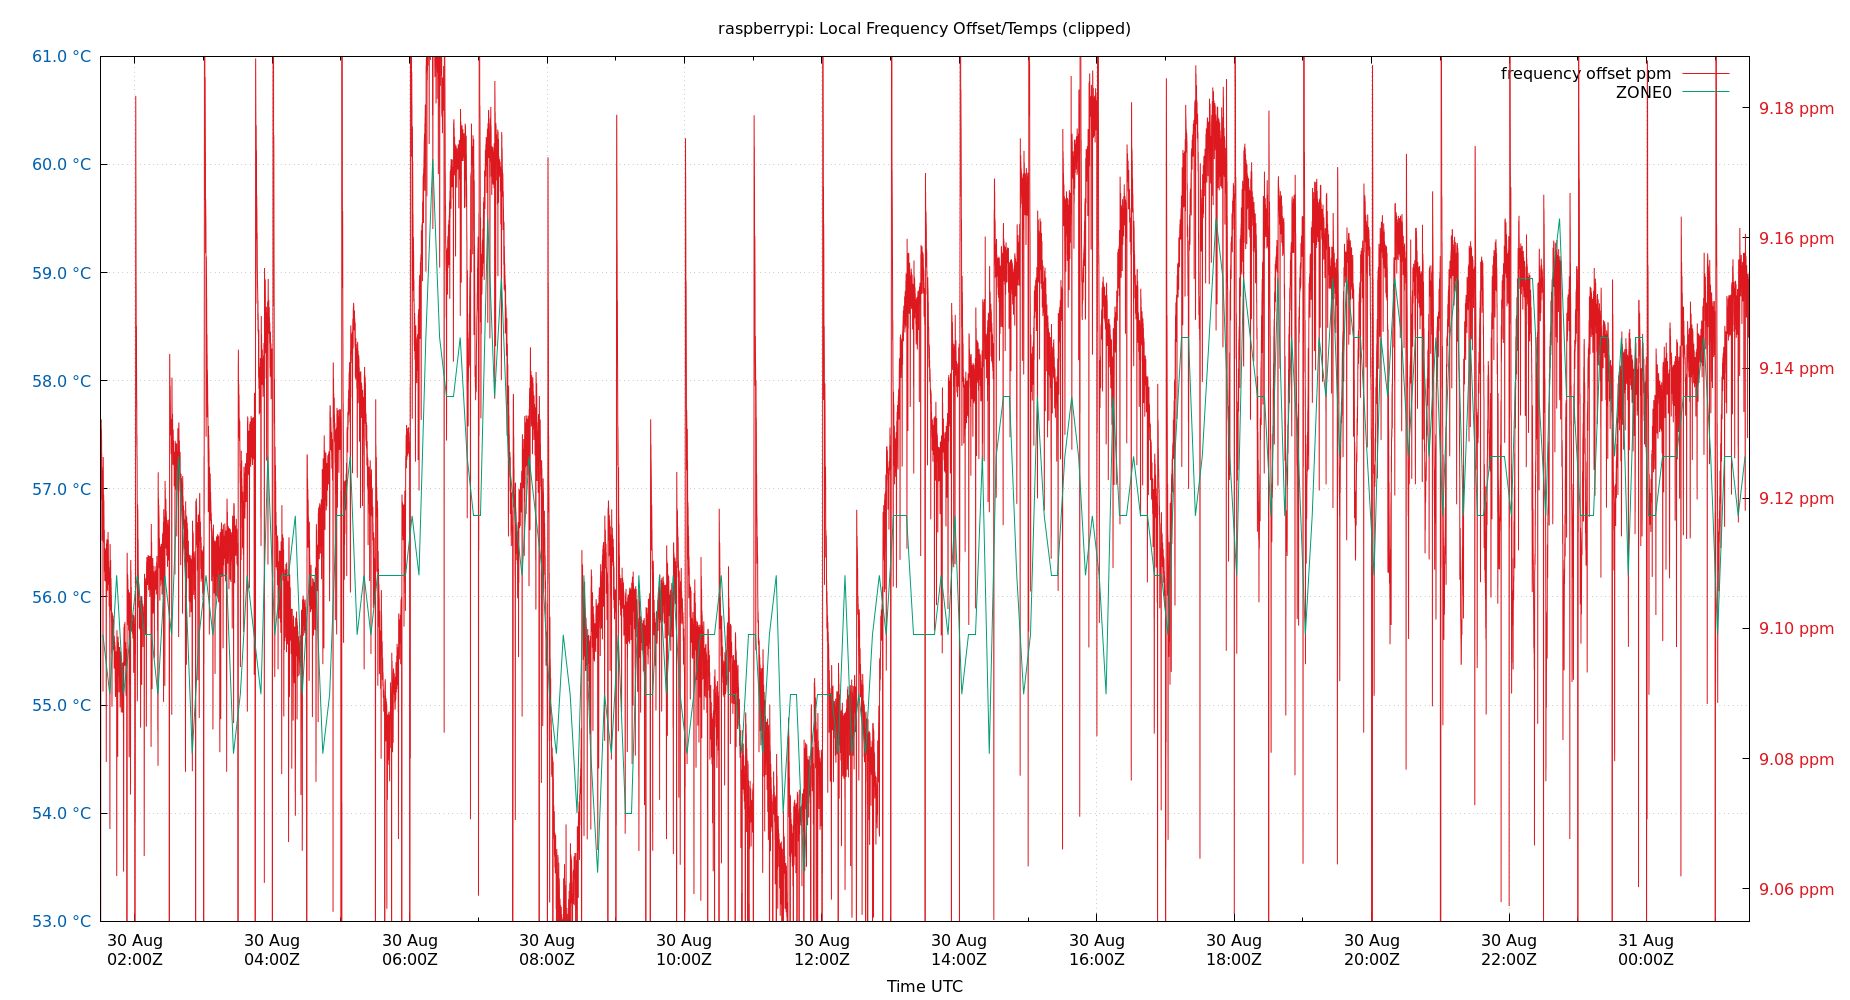 raspberrypi: Local Frequency Offset/Temps (clipped)
61.0 °C
60.0 °C
59.0 °C
58.0 °C
57.0 °C
56.0 °C
55.0 °C
54.0 °C
53.0 °C
frequency offset ppm
ZONE0
9.18 ppm
9.16 ppm
9.14 ppm
9.12 ppm
9.10 ppm
9.08 ppm
9.06 ppm
30 Aug
02:00Z
30 Aug
04:00Z
30 Aug
06:00Z
30 Aug
08:00Z
30 Aug
10:00Z
30 Aug
12:00Z
30 Aug
14:00Z
30 Aug
16:00Z
30 Aug
18:00Z
30 Aug
20:00Z
30 Aug
22:00Z
31 Aug
00:00Z
Time UTC